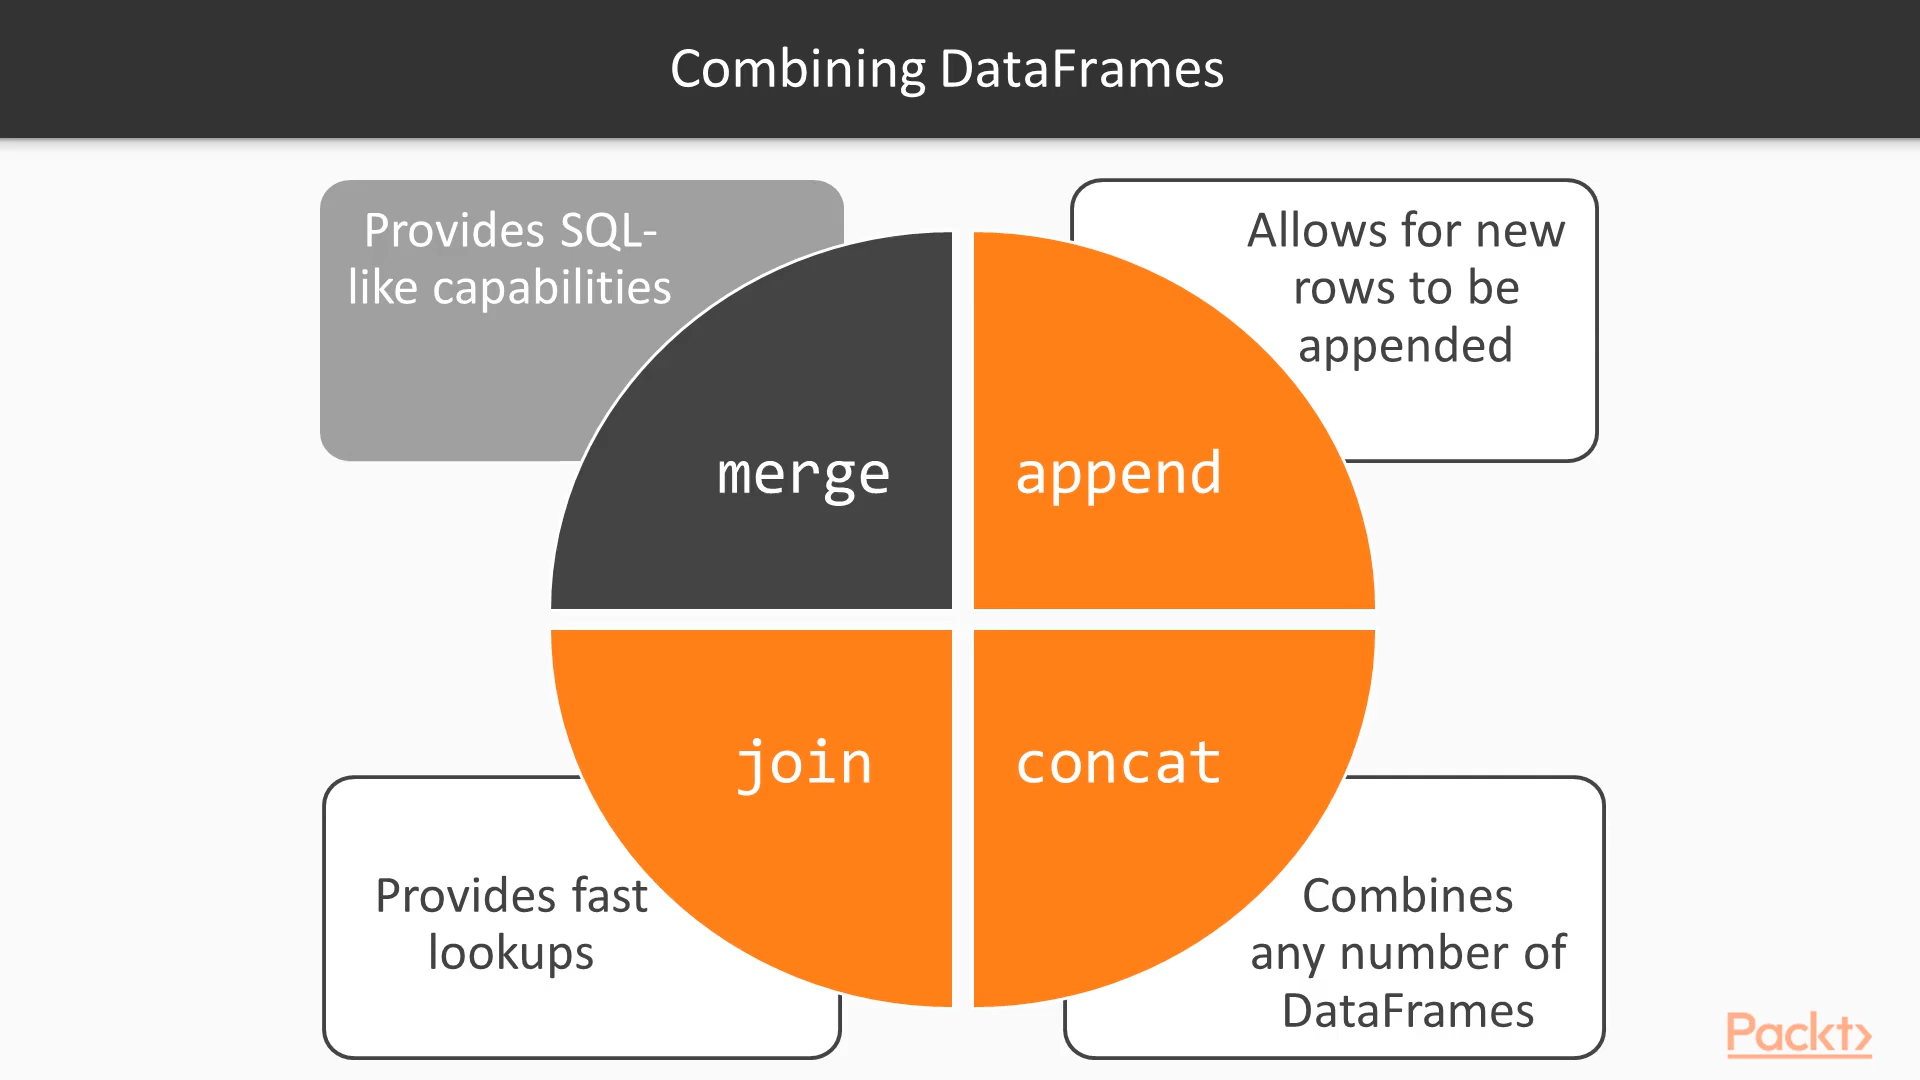 Combining DataFrames
Provides SQL-
like capabilities
Allows for new
rows to be
appended
merge
append
join
concat
Provides fast
lookups
Combines
any number of
DataFrames
Packt>